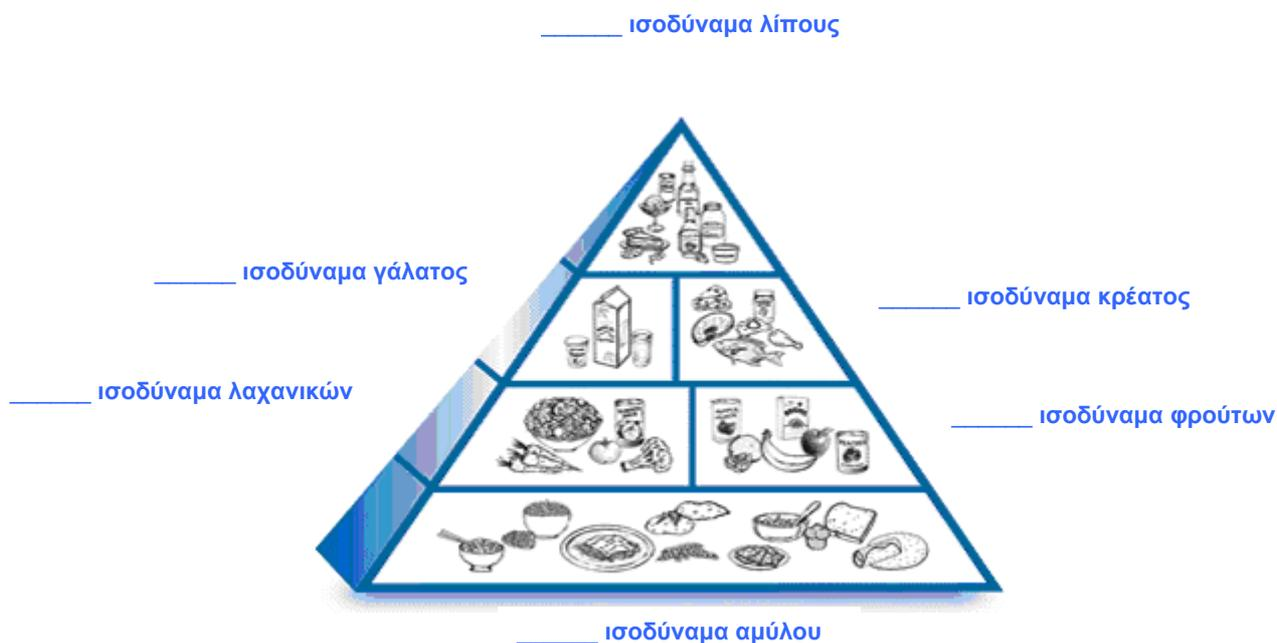 ______ ισοδύναμα λίπους
______ ισοδύναμα γάλατος
______ ισοδύναμα κρέατος
______ ισοδύναμα λαχανικών
______ ισοδύναμα φρούτων
______ ισοδύναμα αμύλου